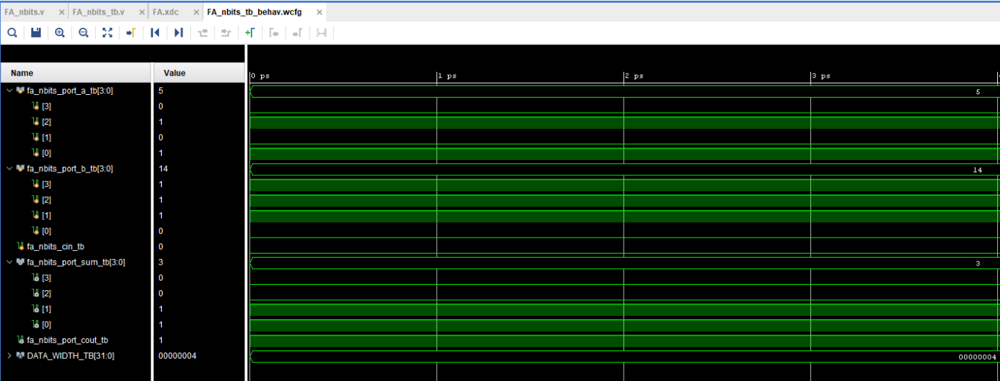 FA_nbits.v × FA_nbits_tb.v × FA.xdc × FA_nbits_tb_behav.wcfg ×
Name Value 0 ps 1 ps 2 ps 3 ps
fa_nbits_port_a_tb[3:0] 5 5
[3] 0
[2] 1
[1] 0
[0] 1
fa_nbits_port_b_tb[3:0] 14 14
[3] 1
[2] 1
[1] 1
[0] 0
fa_nbits_cin_tb 0
fa_nbits_port_sum_tb[3:0] 3 3
[3] 0
[2] 0
[1] 1
[0] 1
fa_nbits_port_cout_tb 1
DATA_WIDTH_TB[31:0] 00000004 00000004